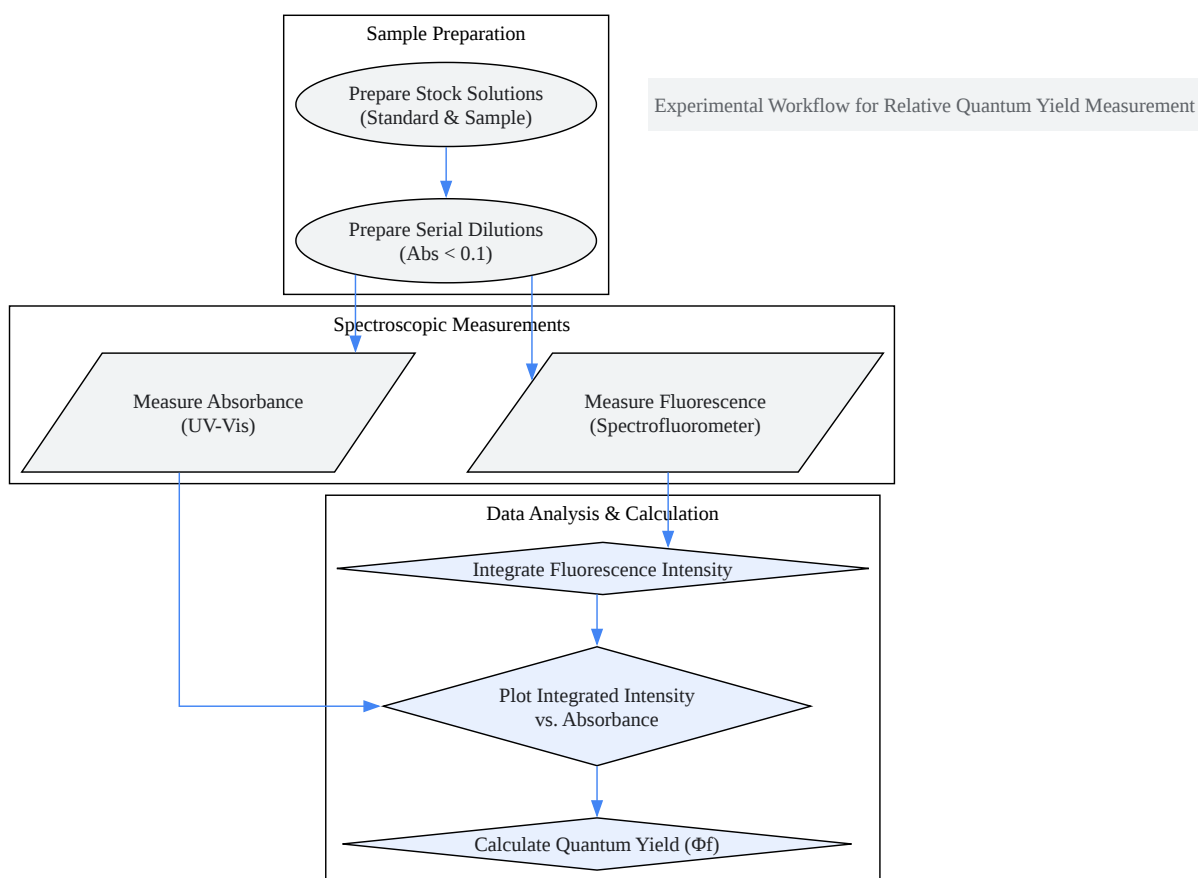 Sample Preparation
Prepare Stock Solutions
(Standard & Sample)
Experimental Workflow for Relative Quantum Yield Measurement
Prepare Serial Dilutions
(Abs < 0.1)
Spectroscopic Measurements
Measure Absorbance
(UV-Vis)
Measure Fluorescence
(Spectrofluorometer)
Data Analysis & Calculation
Integrate Fluorescence Intensity
Plot Integrated Intensity
vs. Absorbance
Calculate Quantum Yield (Φf)